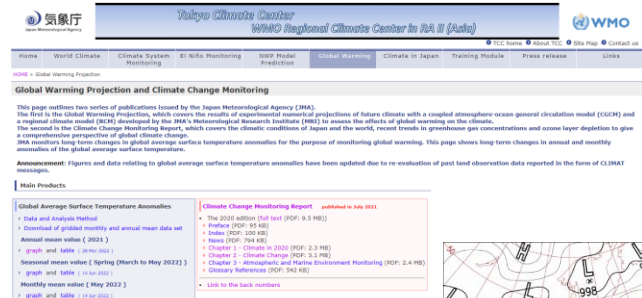 気象庁
Japan Meteorological Agency
Tokyo Climate Center
WMO Regional Climate Center in RA II (Asia)
WMO
TCC home About TCC Site Map Contact us
Home World Climate Climate System Monitoring El Niño Monitoring NWP Model Prediction Global Warming Climate in Japan Training Module Press release Links
HOME > Global Warming Projection
Global Warming Projection and Climate Change Monitoring
This page outlines two series of publications issued by the Japan Meteorological Agency (JMA).
The first is the Global Warming Projection, which covers the results of experimental numerical projections of future climate with a coupled atmosphere-ocean general circulation model (CGCM) and
a regional climate model (RCM) developed by the JMA's Meteorological Research Institute (MRI) to assess the effects of global warming on the climate.
The second is the Climate Change Monitoring Report, which covers the climatic conditions of Japan and the world, recent trends in greenhouse gas concentrations and ozone layer depletion to give
a comprehensive perspective of global climate change.
JMA monitors long-term changes in global average surface temperature anomalies for the purpose of monitoring global warming. This page shows long-term changes in annual and monthly
anomalies of the global average surface temperature.
Announcement: Figures and data relating to global average surface temperature anomalies have been updated due to re-evaluation of past land observation data reported in the form of CLIMAT
messages.
Main Products
Global Average Surface Temperature Anomalies
Data and Analysis Method
Download of gridded monthly and annual mean data set
Annual mean value ( 2021 )
graph and table ( 28 Mar 2022 )
Seasonal mean value ( Spring (March to May 2022) )
graph and table ( 14 Jun 2022 )
Monthly mean value ( May 2022 )
graph and table ( 14 Jun 2022 )
Climate Change Monitoring Report published in July 2021
The 2020 edition (full text (PDF: 9.5 MB))
Preface (PDF: 95 KB)
Index (PDF: 100 KB)
News (PDF: 794 KB)
Chapter 1 - Climate in 2020 (PDF: 2.3 MB)
Chapter 2 - Climate Change (PDF: 3.1 MB)
Chapter 3 - Atmospheric and Marine Environment Monitoring (PDF: 2.4 MB)
Glossary References (PDF: 542 KB)
Link to the back numbers
L
L
998